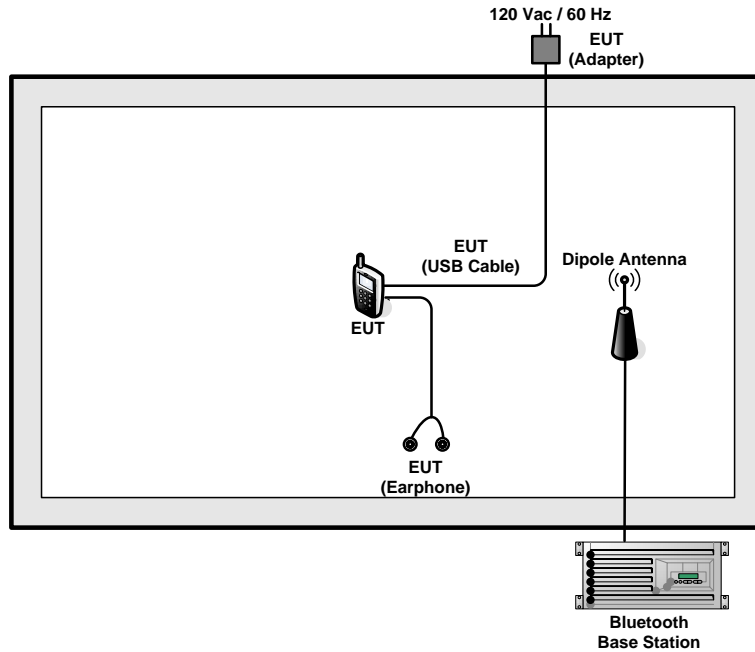 120 Vac / 60 Hz
EUT
(Adapter)
EUT
(USB Cable)
Dipole Antenna
EUT
EUT
(Earphone)
Bluetooth
Base Station